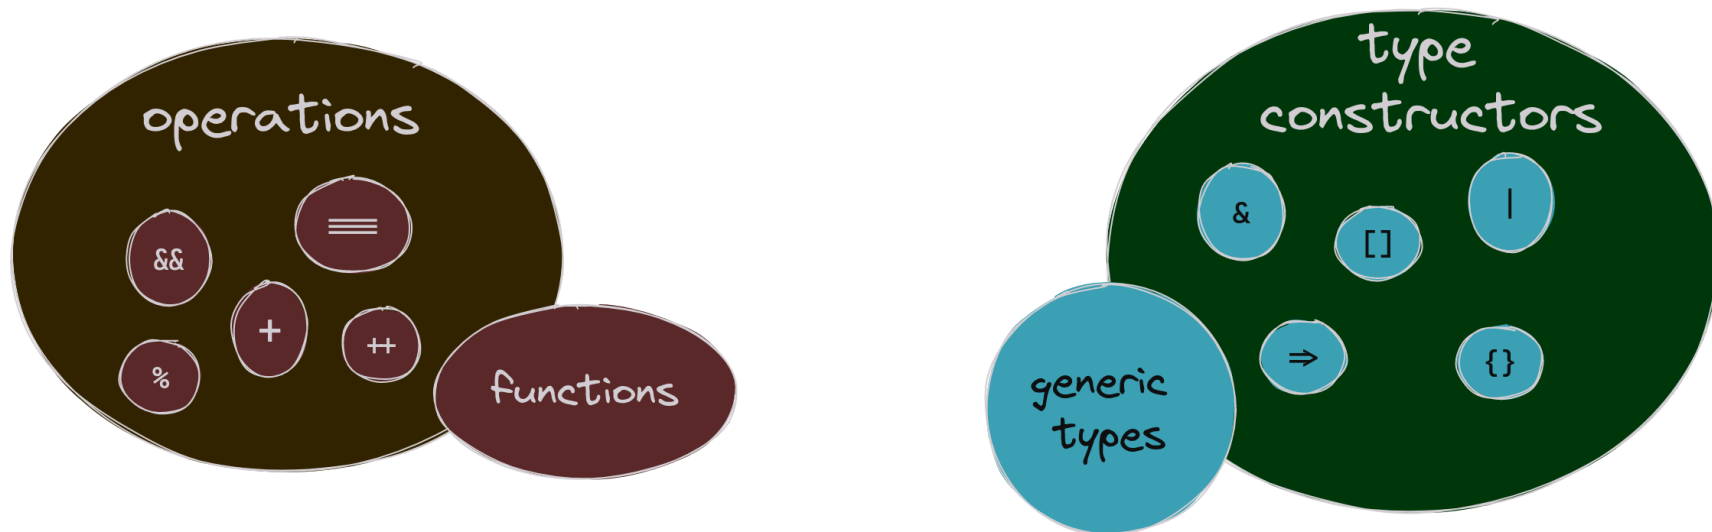 operations
&&
≡
+
++
%
functions
type
constructors
&
[]
|
⇒
{}
generic
types